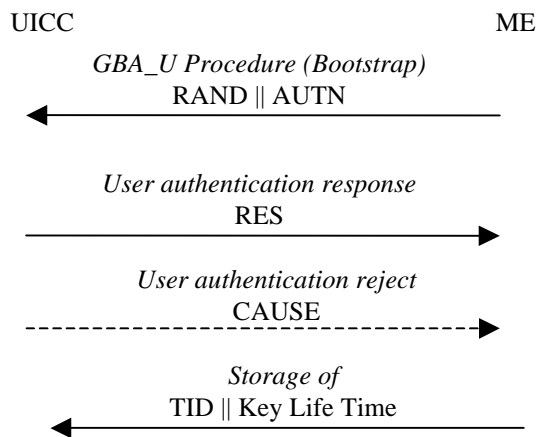 UICC ME
GBA_U Procedure (Bootstrap)
RAND || AUTN
User authentication response
RES
User authentication reject
CAUSE
Storage of
TID || Key Life Time